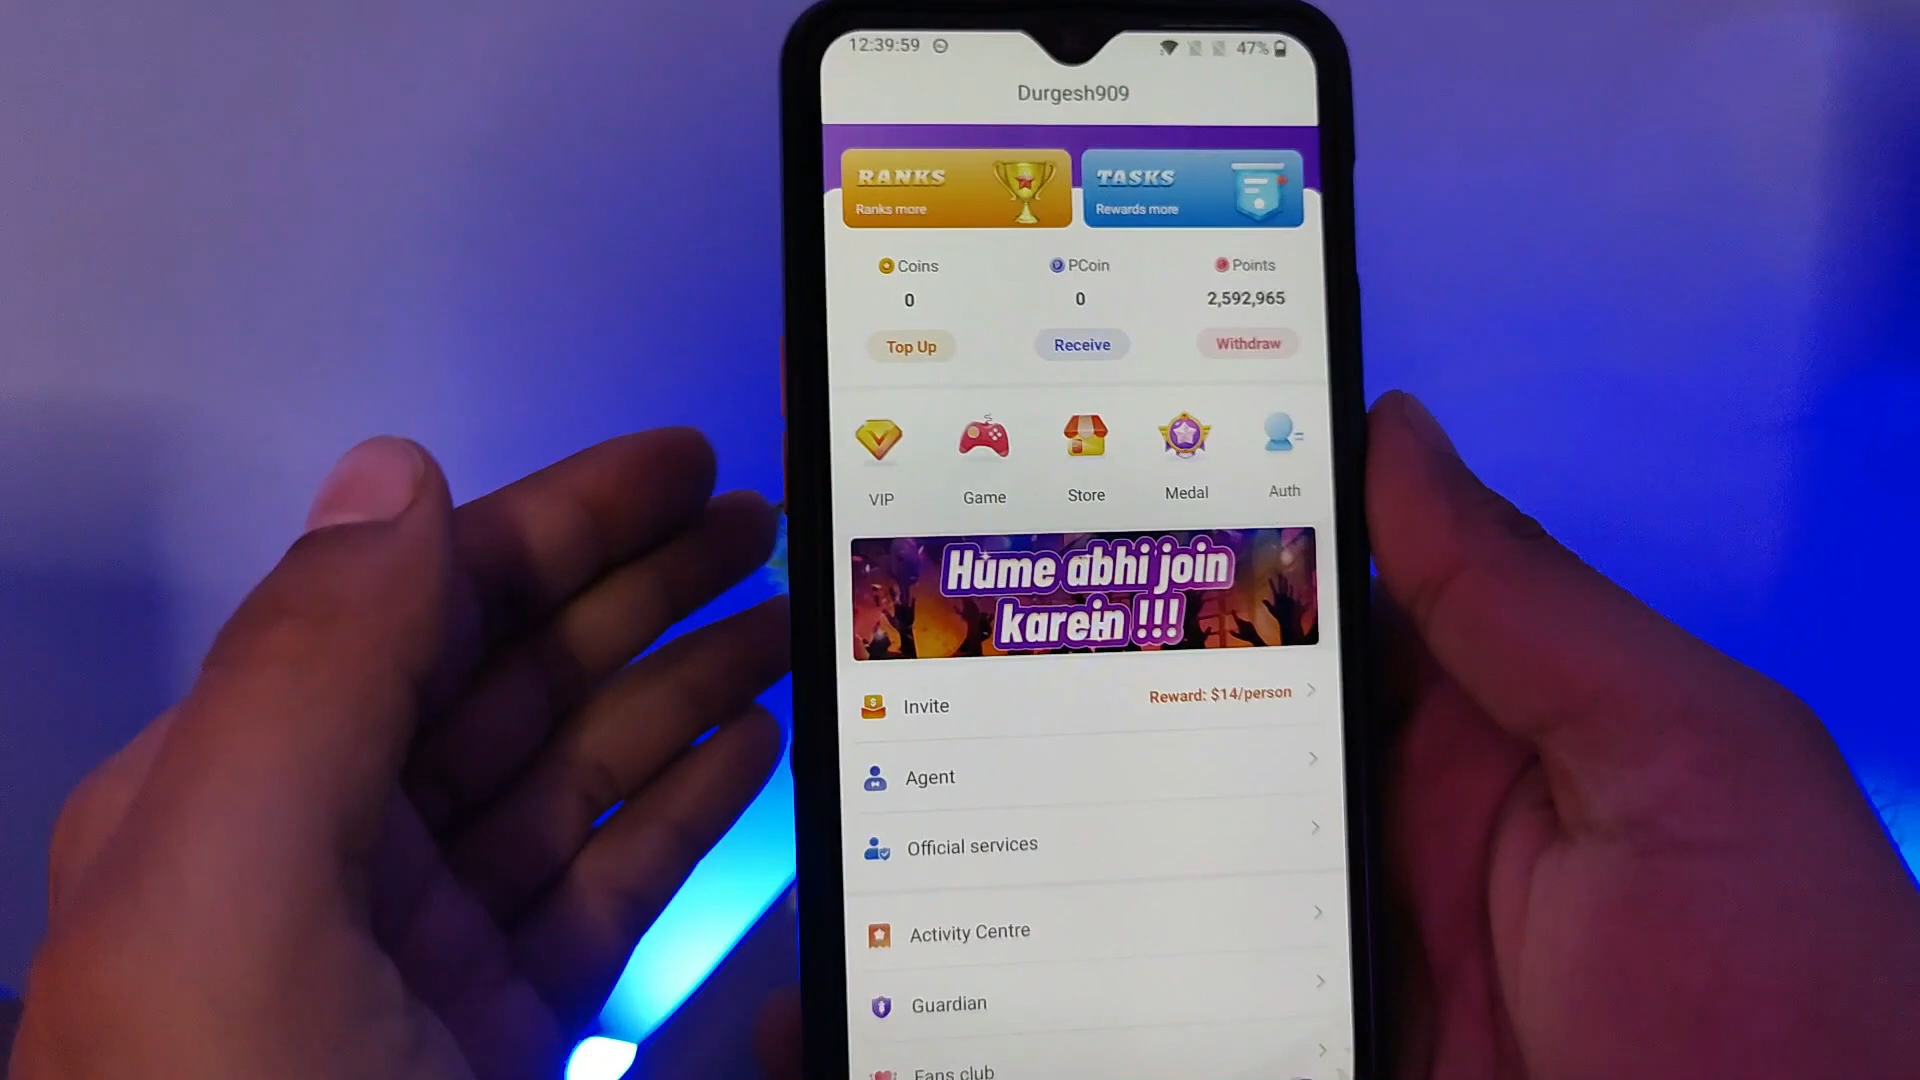 12:39:59
47%
Durgesh909
RANKS
Ranks more
TASKS
Rewards more
Coins
PCoin
Points
0
0
2,592,965
Top Up
Receive
Withdraw
VIP
Game
Store
Medal
Auth
Hume abhi join
karein !!!
Invite
Reward: $14/person
Agent
Official services
Activity Centre
Guardian
Fans club